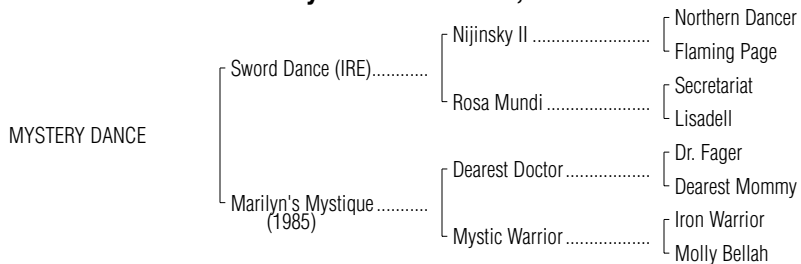 Northern Dancer
Nijinsky II
Flaming Page
Sword Dance (IRE)
Secretariat
Rosa Mundi
Lisadell
MYSTERY DANCE
Dr. Fager
Dearest Doctor
Dearest Mommy
Marilyn's Mystique
(1985)
Iron Warrior
Mystic Warrior
Molly Bellah